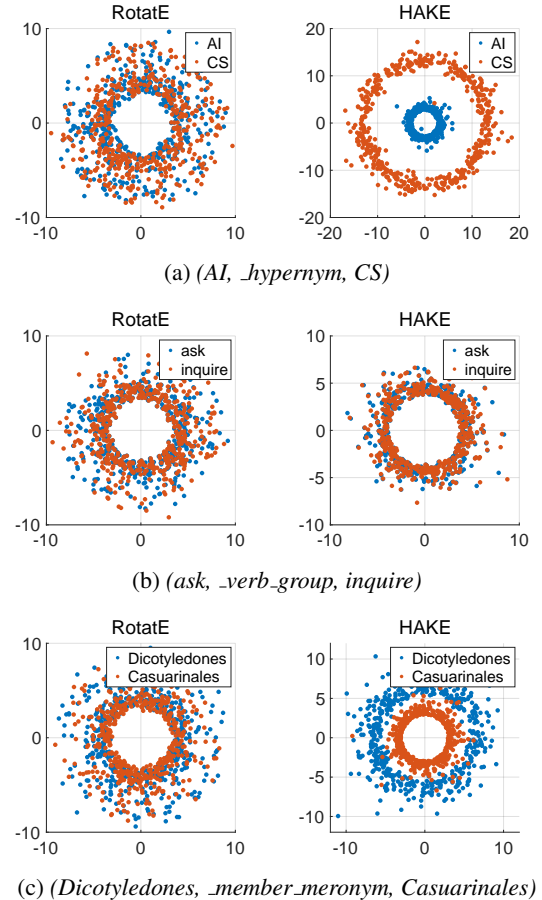 RotatE
HAKE
10
0
-10
-10
0
10
AI
CS
20
10
0
-10
-20
-20
-10
0
10
20
AI
CS
(a) (AI, _hypernym, CS)
RotatE
HAKE
10
0
-10
-10
0
10
ask
inquire
10
5
0
-5
-10
-10
0
10
ask
inquire
(b) (ask, _verb_group, inquire)
RotatE
HAKE
10
0
-10
-10
0
10
Dicotyledones
Casuarinales
10
5
0
-5
-10
-10
0
10
Dicotyledones
Casuarinales
(c) (Dicotyledones, _member_meronym, Casuarinales)